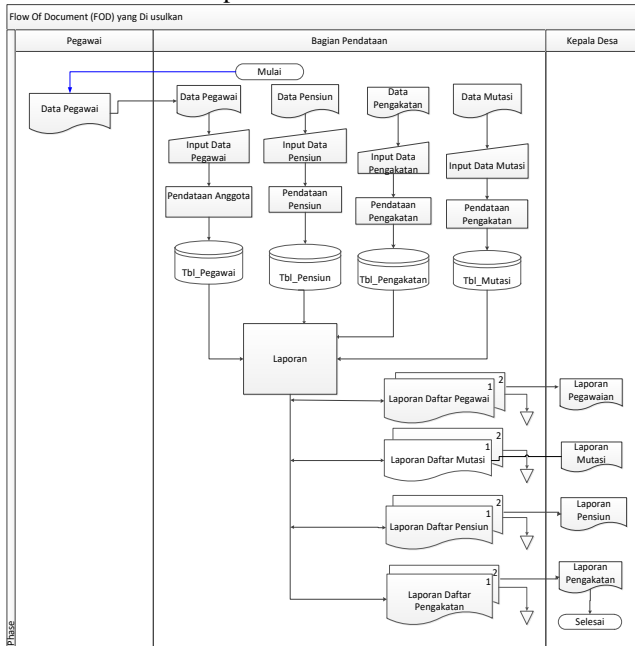 Flow Of Document (FOD) yang Di usulkan
Pegawai
Bagian Pendataan
Kepala Desa
Mulai
Data Pegawai
Data Pegawai
Data Pensiun
Data
Pengakatan
Data Mutasi
Input Data
Pegawai
Input Data
Pensiun
Input Data
Pengakatan
Input Data Mutasi
Pendataan Anggota
Pendataan
Pensiun
Pendataan
Pengakatan
Pendataan
Pengakatan
Tbl_Pegawai
Tbl_Pensiun
Tbl_Pengakatan
Tbl_Mutasi
Laporan
2
1
Laporan Daftar Pegawai
Laporan
Pegawaian
2
1
Laporan Daftar Mutasi
Laporan
Mutasi
2
1
Laporan Daftar Pensiun
Laporan
Pensiun
2
1
Laporan Daftar
Pengakatan
Laporan
Pengakatan
Selesai
Phase